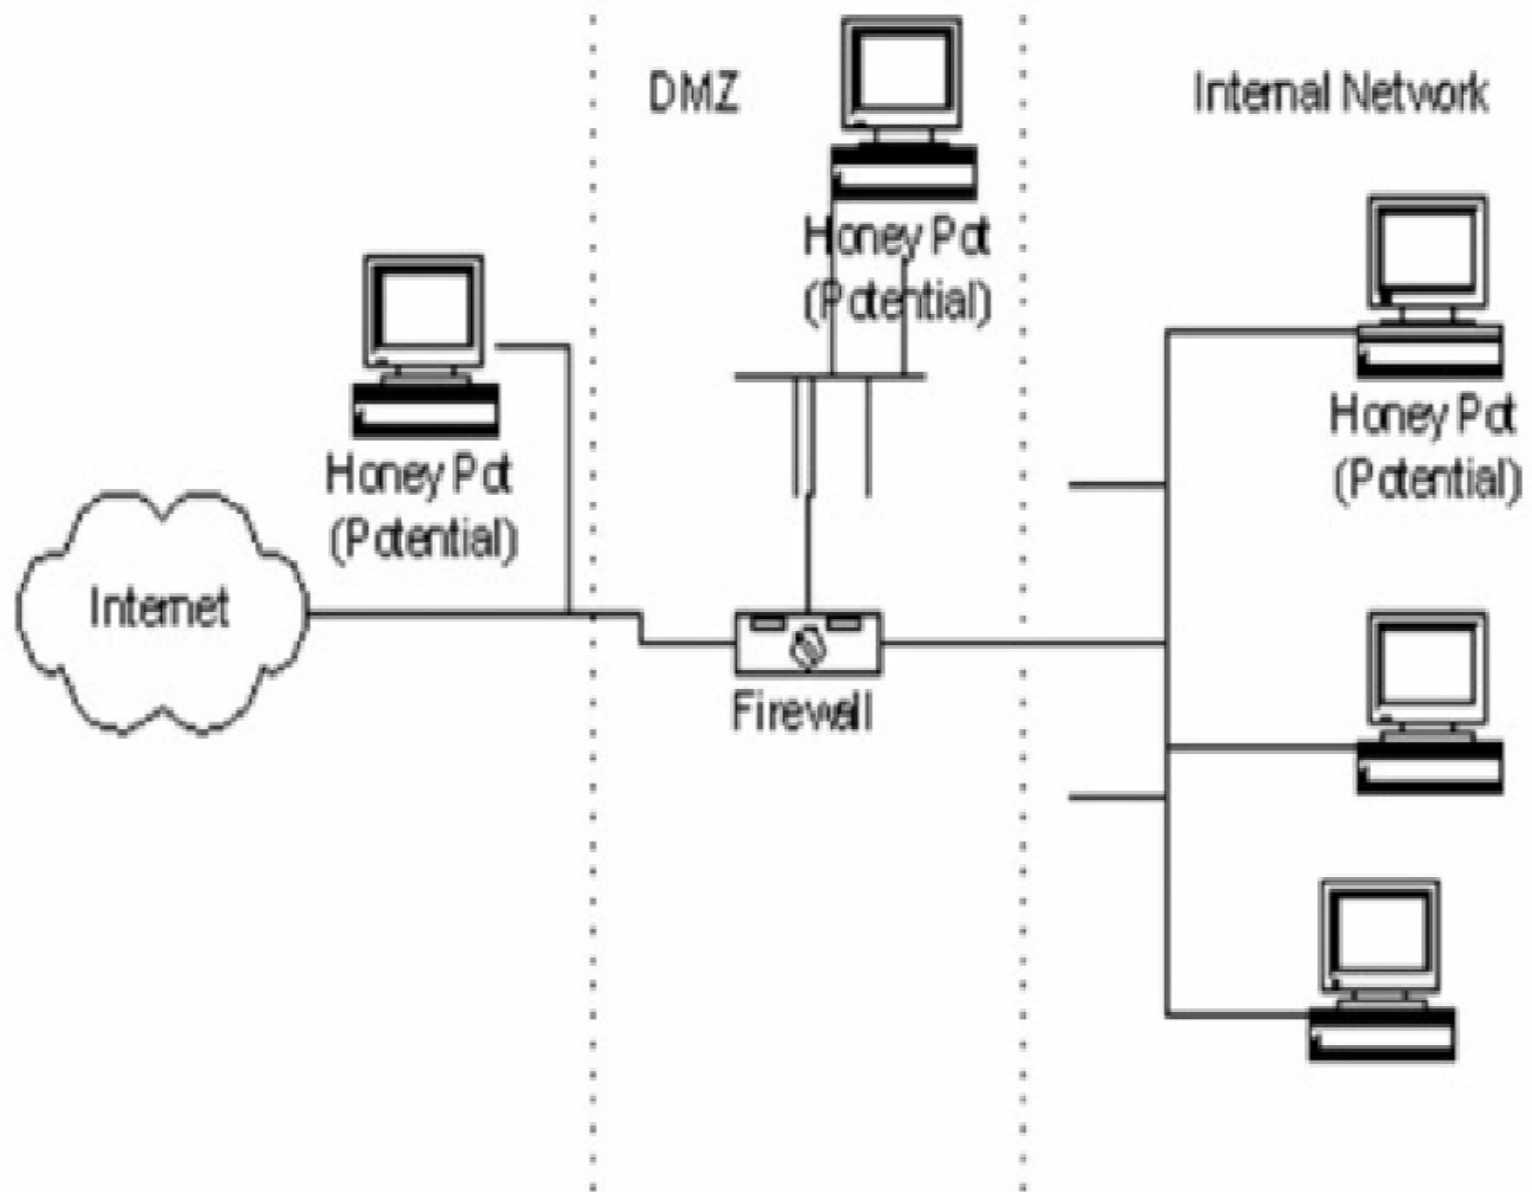 DMZ
Internal Network
Honey Pot
(Potential)
Honey Pot
(Potential)
Honey Pot
(Potential)
Internet
Firewall